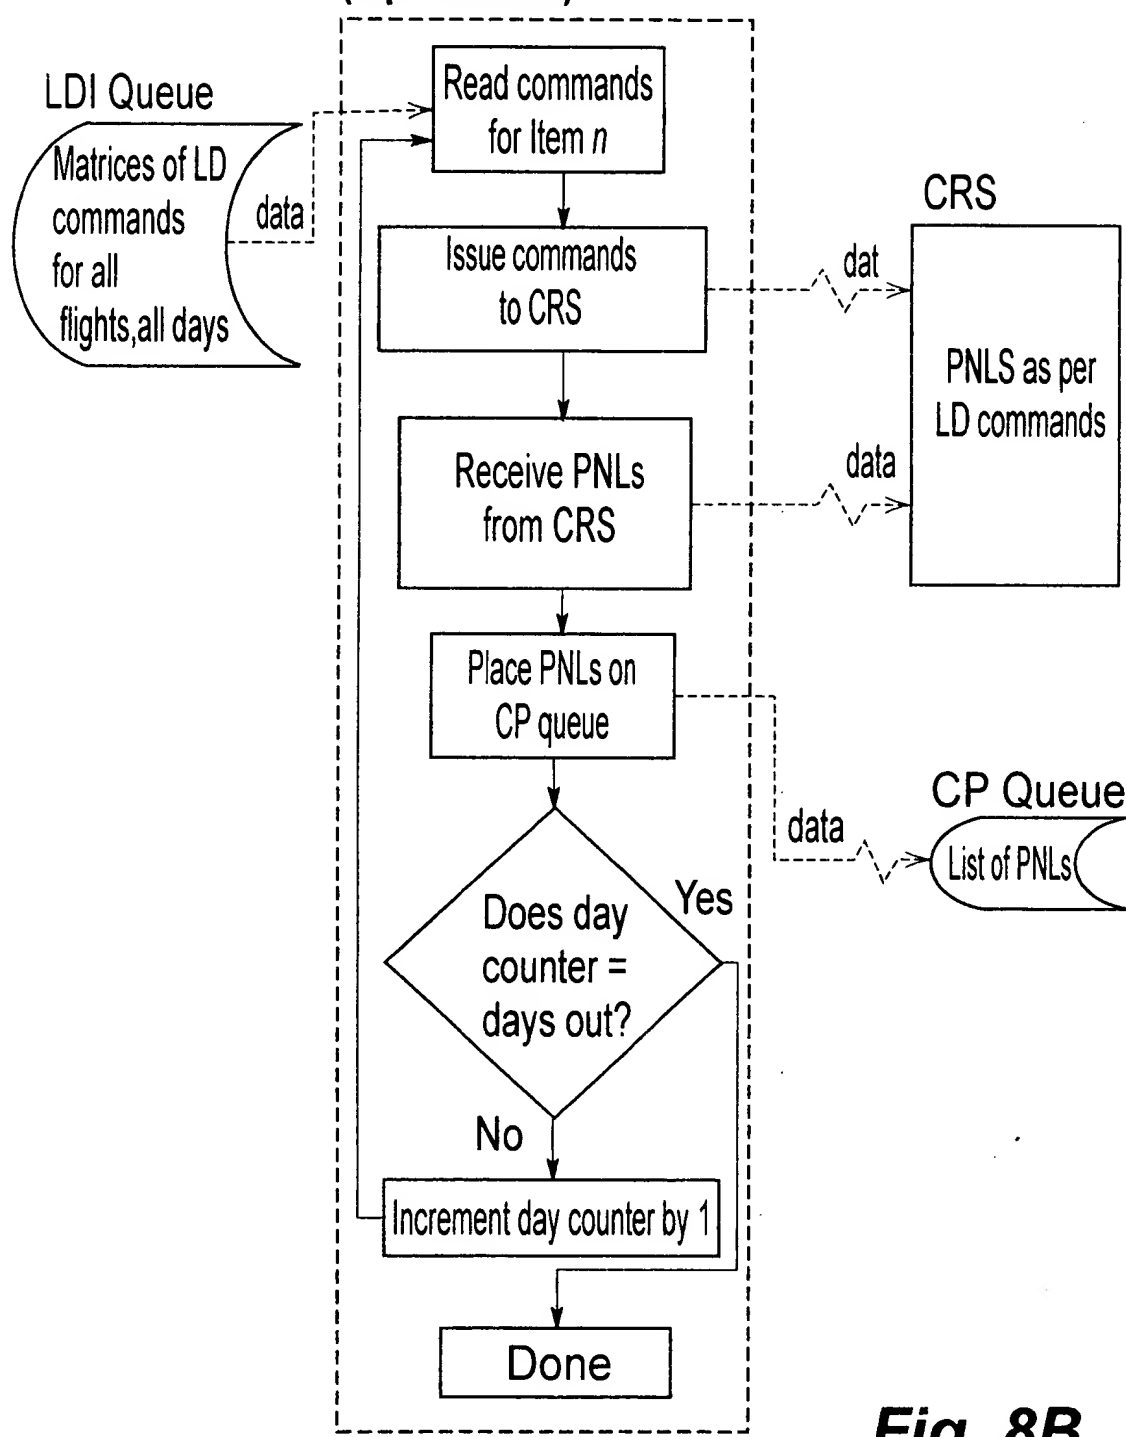 LDI Queue
Matrices of LD
commands
for all
flights,all days
data
Read commands
for Item n
Issue commands
to CRS
dat
CRS
PNLS as per
LD commands
Receive PNLs
from CRS
data
Place PNLs on
CP queue
data
CP Queue
List of PNLs
Does day
counter =
days out?
Yes
No
Increment day counter by 1
Done
Fig. 8B